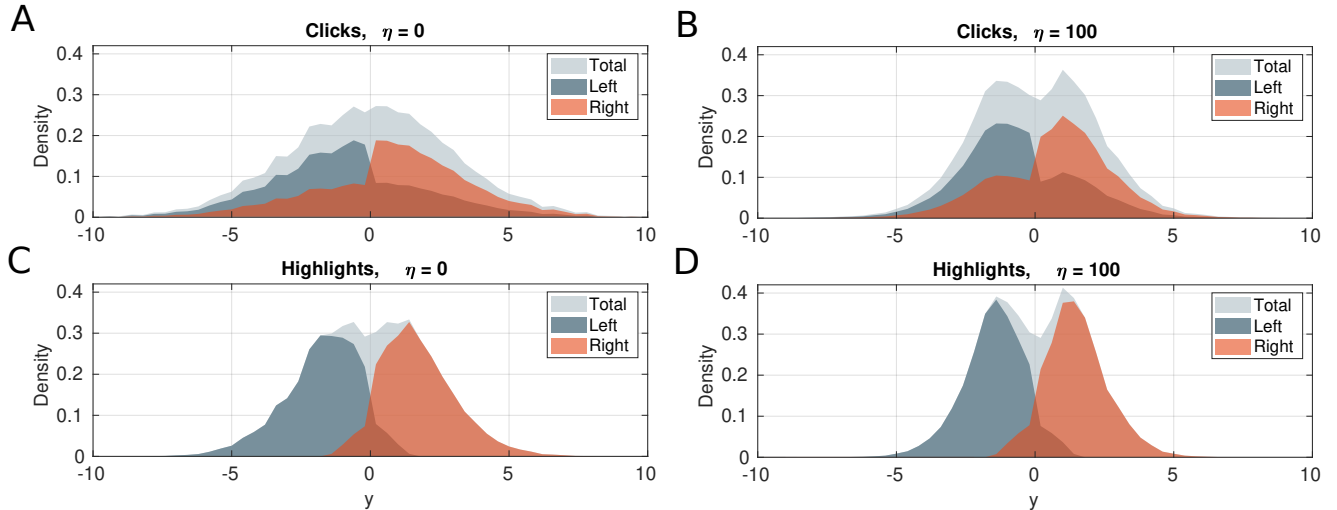 A
Clicks, η = 0
Density
0.4
0.3
0.2
0.1
0
-10
-5
0
5
10
y
Total
Left
Right
B
Clicks, η = 100
Density
0.4
0.3
0.2
0.1
0
-10
-5
0
5
10
y
Total
Left
Right
C
Highlights, η = 0
Density
0.4
0.3
0.2
0.1
0
-10
-5
0
5
10
y
Total
Left
Right
D
Highlights, η = 100
Density
0.4
0.3
0.2
0.1
0
-10
-5
0
5
10
y
Total
Left
Right